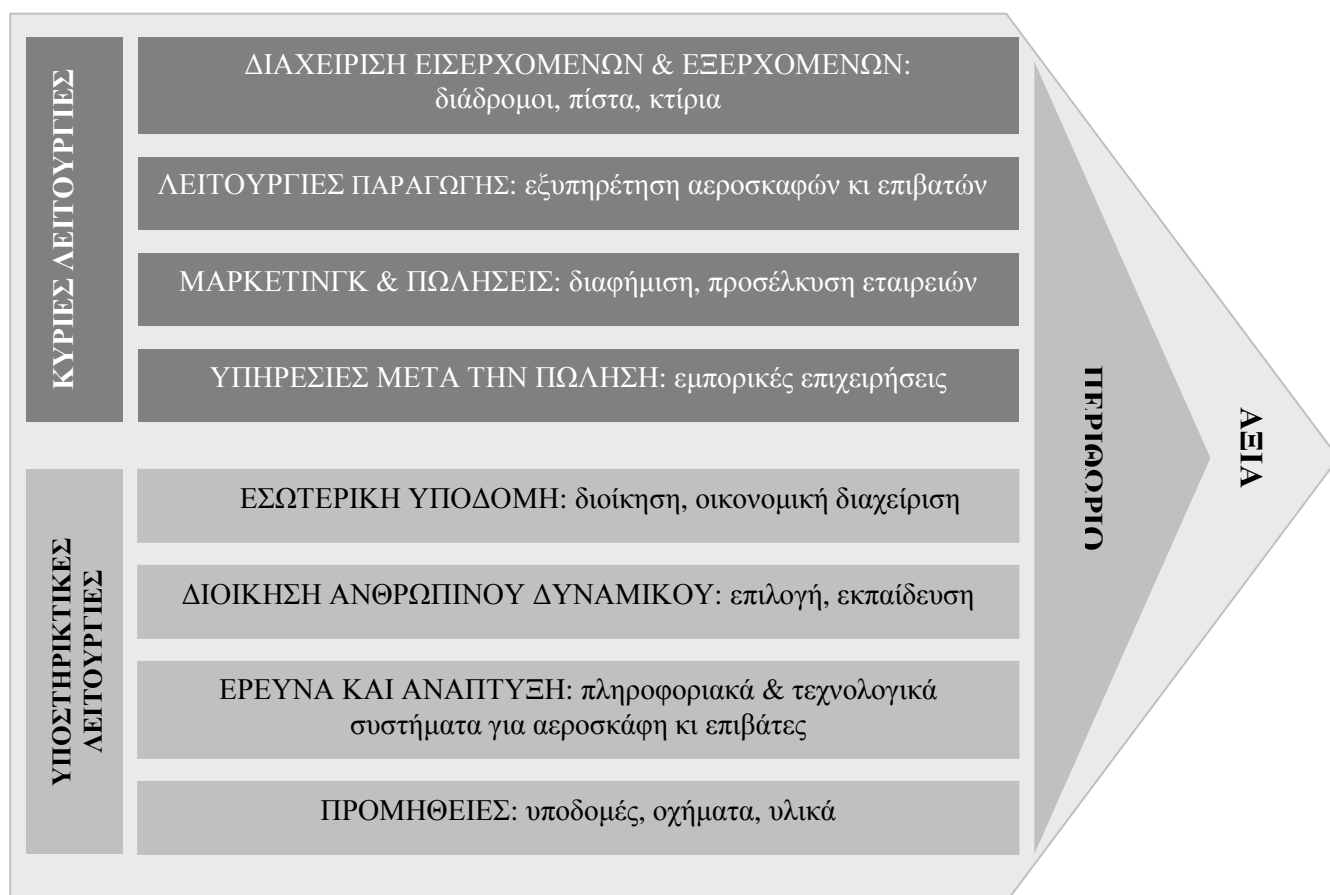 ΚΥΡΙΕΣ ΛΕΙΤΟΥΡΓΙΕΣ
ΔΙΑΧΕΙΡΙΣΗ ΕΙΣΕΡΧΟΜΕΝΩΝ & ΕΞΕΡΧΟΜΕΝΩΝ:
διάδρομοι, πίστα, κτίρια
ΛΕΙΤΟΥΡΓΙΕΣ ΠΑΡΑΓΩΓΗΣ: εξυπηρέτηση αεροσκαφών κι επιβατών
ΜΑΡΚΕΤΙΝΓΚ & ΠΩΛΗΣΕΙΣ: διαφήμιση, προσέλκυση εταιρειών
ΥΠΗΡΕΣΙΕΣ ΜΕΤΑ ΤΗΝ ΠΩΛΗΣΗ: εμπορικές επιχειρήσεις
ΥΠΟΣΤΗΡΙΚΤΙΚΕΣ
ΛΕΙΤΟΥΡΓΙΕΣ
ΕΣΩΤΕΡΙΚΗ ΥΠΟΔΟΜΗ: διοίκηση, οικονομική διαχείριση
ΔΙΟΙΚΗΣΗ ΑΝΘΡΩΠΙΝΟΥ ΔΥΝΑΜΙΚΟΥ: επιλογή, εκπαίδευση
ΕΡΕΥΝΑ ΚΑΙ ΑΝΑΠΤΥΞΗ: πληροφοριακά & τεχνολογικά
συστήματα για αεροσκάφη κι επιβάτες
ΠΡΟΜΗΘΕΙΕΣ: υποδομές, οχήματα, υλικά
ΠΕΡΙΘΩΡΙΟ
ΑΞΙΑ